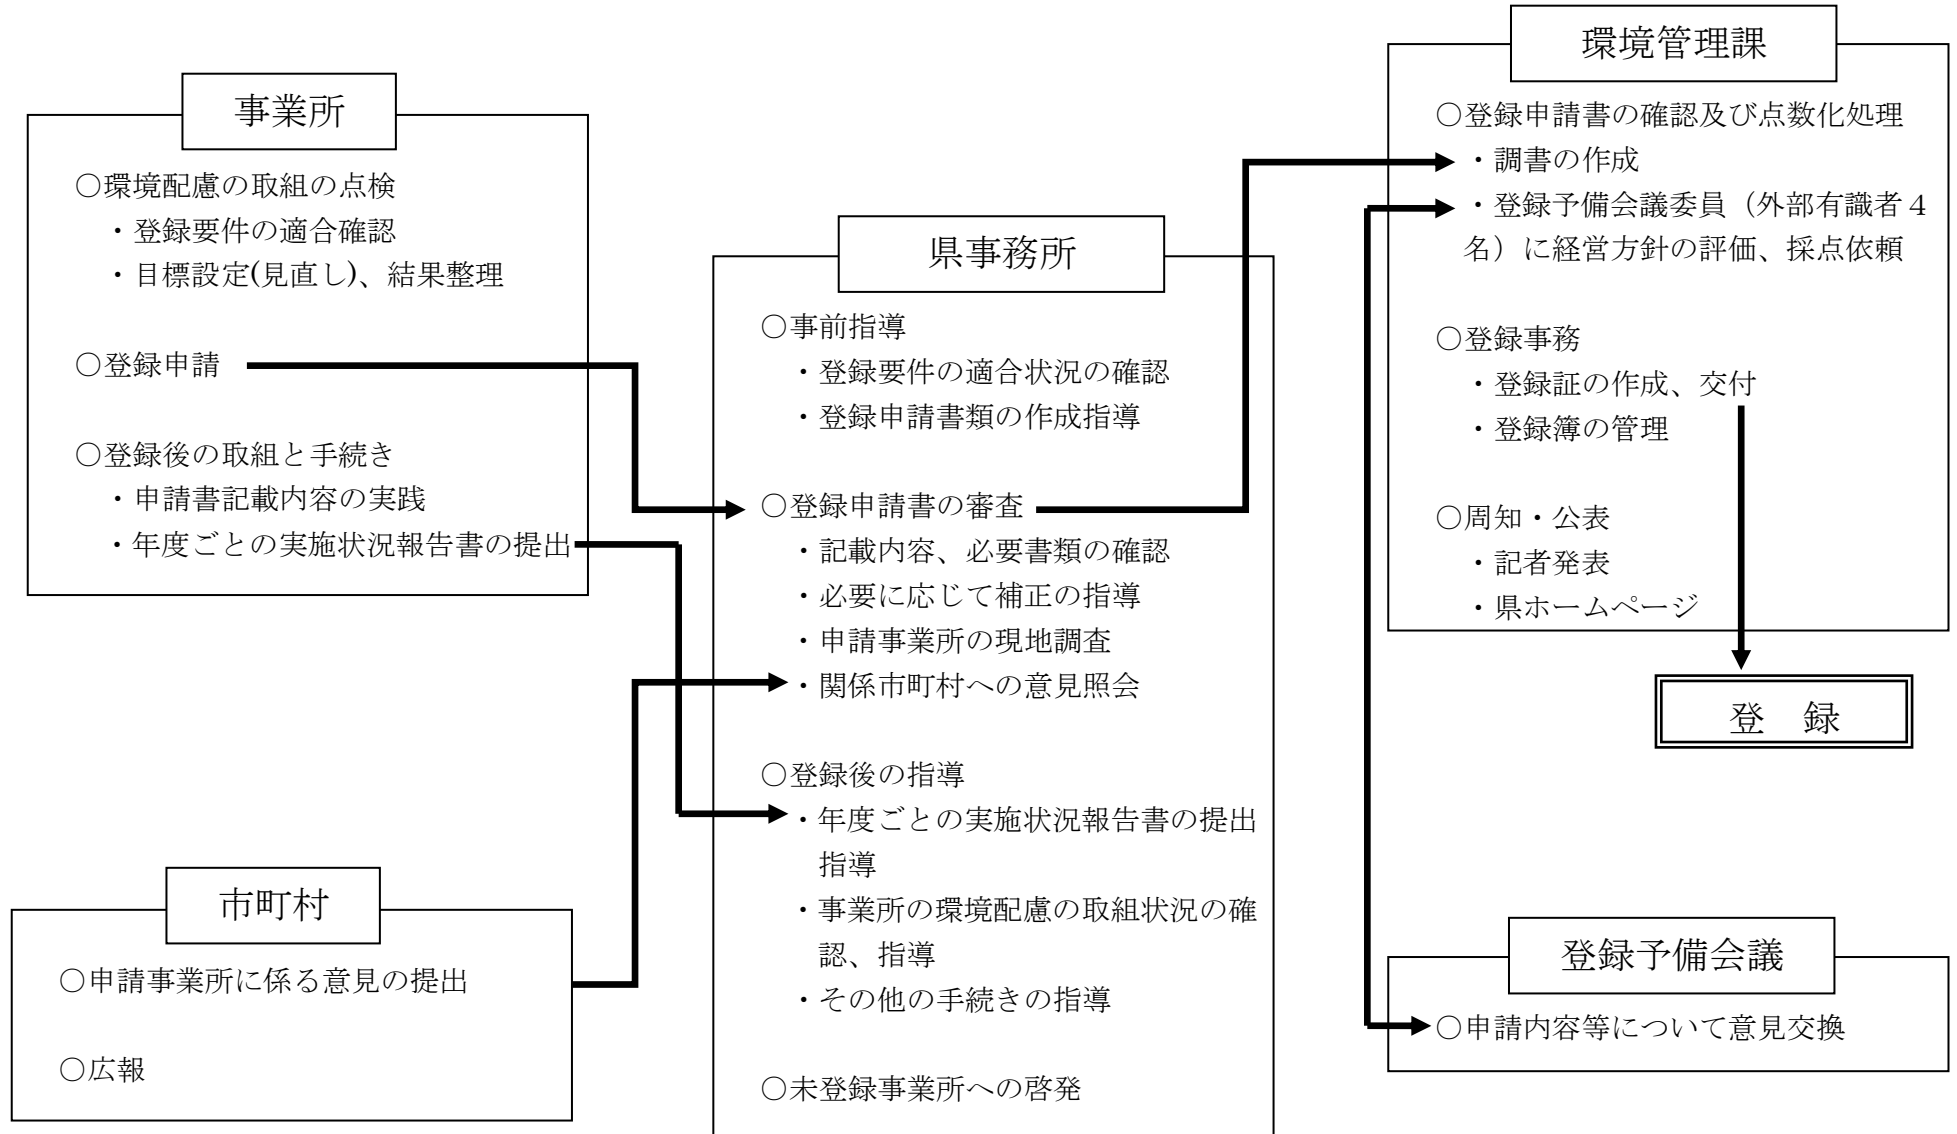 事業所
○環境配慮の取組の点検
・登録要件の適合確認
・目標設定(見直し)、結果整理
○登録申請
○登録後の取組と手続き
・申請書記載内容の実践
・年度ごとの実施状況報告書の提出
市町村
○申請事業所に係る意見の提出
○広報
県事務所
○事前指導
・登録要件の適合状況の確認
・登録申請書類の作成指導
○登録申請書の審査
・記載内容、必要書類の確認
・必要に応じて補正の指導
・申請事業所の現地調査
・関係市町村への意見照会
○登録後の指導
・年度ごとの実施状況報告書の提出
指導
・事業所の環境配慮の取組状況の確
認、指導
・その他の手続きの指導
○未登録事業所への啓発
環境管理課
○登録申請書の確認及び点数化処理
・調書の作成
・登録予備会議委員（外部有識者４
名）に経営方針の評価、採点依頼
○登録事務
・登録証の作成、交付
・登録簿の管理
○周知・公表
・記者発表
・県ホームページ
登　録
登録予備会議
○申請内容等について意見交換